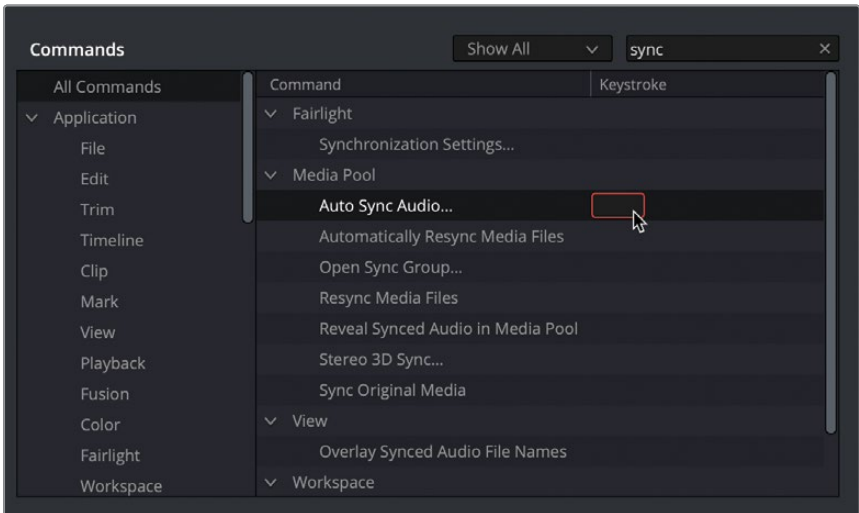 Commands
Show All
sync
All Commands
Application
File
Edit
Trim
Timeline
Clip
Mark
View
Playback
Fusion
Color
Fairlight
Workspace
Command Keystroke
Fairlight
Synchronization Settings...
Media Pool
Auto Sync Audio...
Automatically Resync Media Files
Open Sync Group...
Resync Media Files
Reveal Synced Audio in Media Pool
Stereo 3D Sync...
Sync Original Media
View
Overlay Synced Audio File Names
Workspace